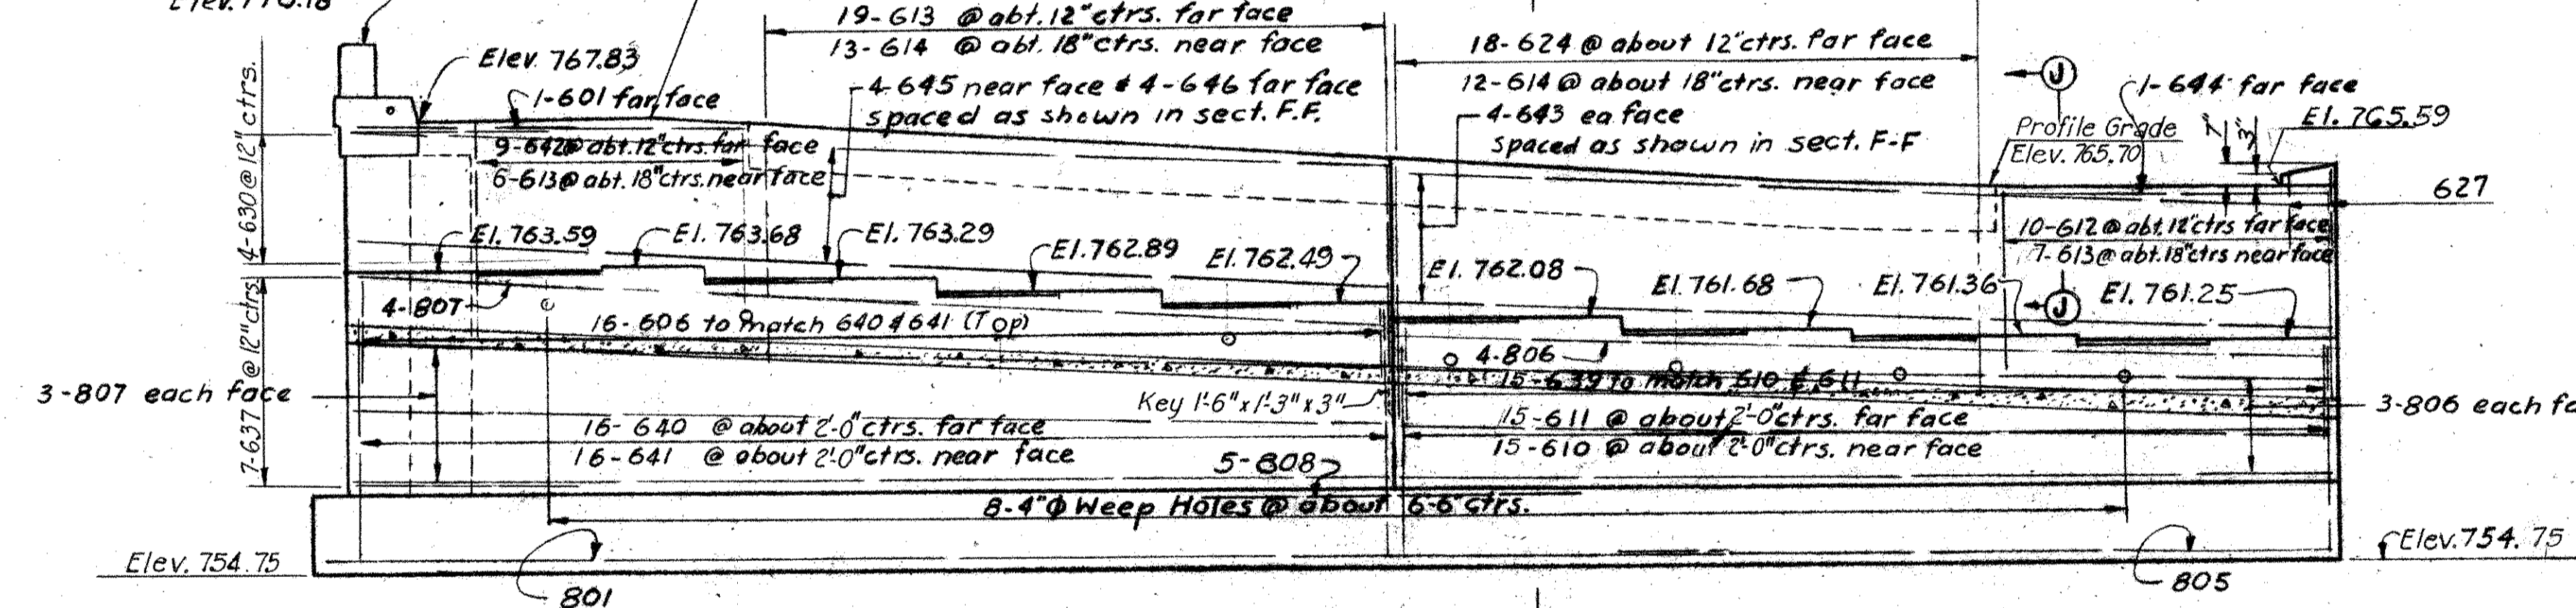 Elev. 770.18
Elev. 767.83
1-601 far face
9-642@ abt. 12"ctrs. far face
6-613@ abt. 18"ctrs. near face
19-613 @ abt. 12"ctrs. far face
13-614 @ abt. 18"ctrs. near face
4-645 near face & 4-646 far face
spaced as shown in sect. F.F.
18-624 @ about 12"ctrs. far face
12-614 @ about 18"ctrs. near face
4-643 ea face
spaced as shown in sect. F-F
J
1-644 far face
Profile Grade
Elev. 765.70
7"
3"
El. 765.59
627
10-612 @ abt. 12"ctrs far face
7-613@ abt. 18"ctrs near face
4-630@12"ctrs.
El. 763.59
El. 763.68
El. 763.29
El. 762.89
El. 762.49
El. 762.08
El. 761.68
El. 761.36
J
El. 761.25
4-807
16-606 to match 640 & 641 (Top)
4-806
15-639 to match 610 & 611
7-637@12"ctrs.
3-807 each face
Key 1'-6"x1'-3"x3"
3-806 each fa
16-640 @ about 2'-0"ctrs. far face
16-641 @ about 2'-0"ctrs. near face
15-611 @ about 2'-0"ctrs. far face
15-610 @ about 2'-0"ctrs. near face
5-808
8-4"Φ Weep Holes @ about 6'-6" ctrs.
Elev. 754.75
Elev. 754.75
801
805